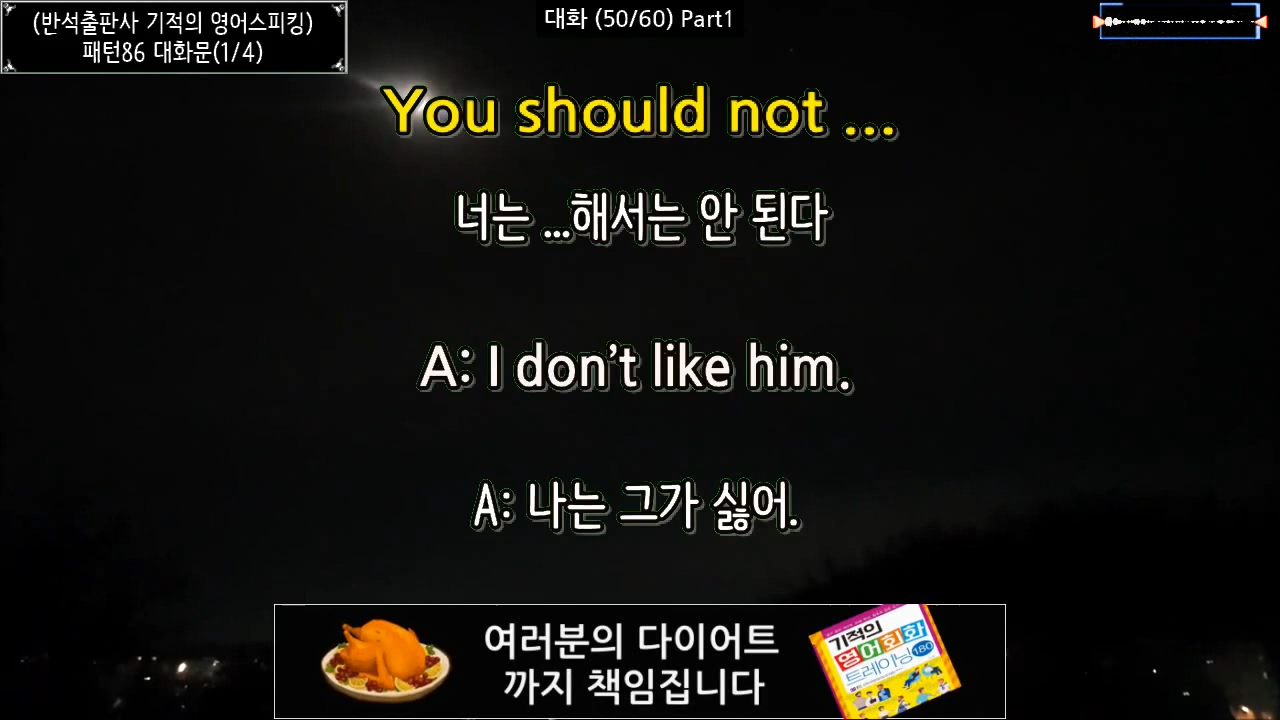 (반석출판사 기적의 영어스피킹)
패턴86 대화문(1/4)
대화 (50/60) Part1
You should not ...
너는 ...해서는 안 된다
A: I don’t like him.
A: 나는 그가 싫어.
여러분의 다이어트
까지 책임집니다
기적의
영어회화
트레이닝
180